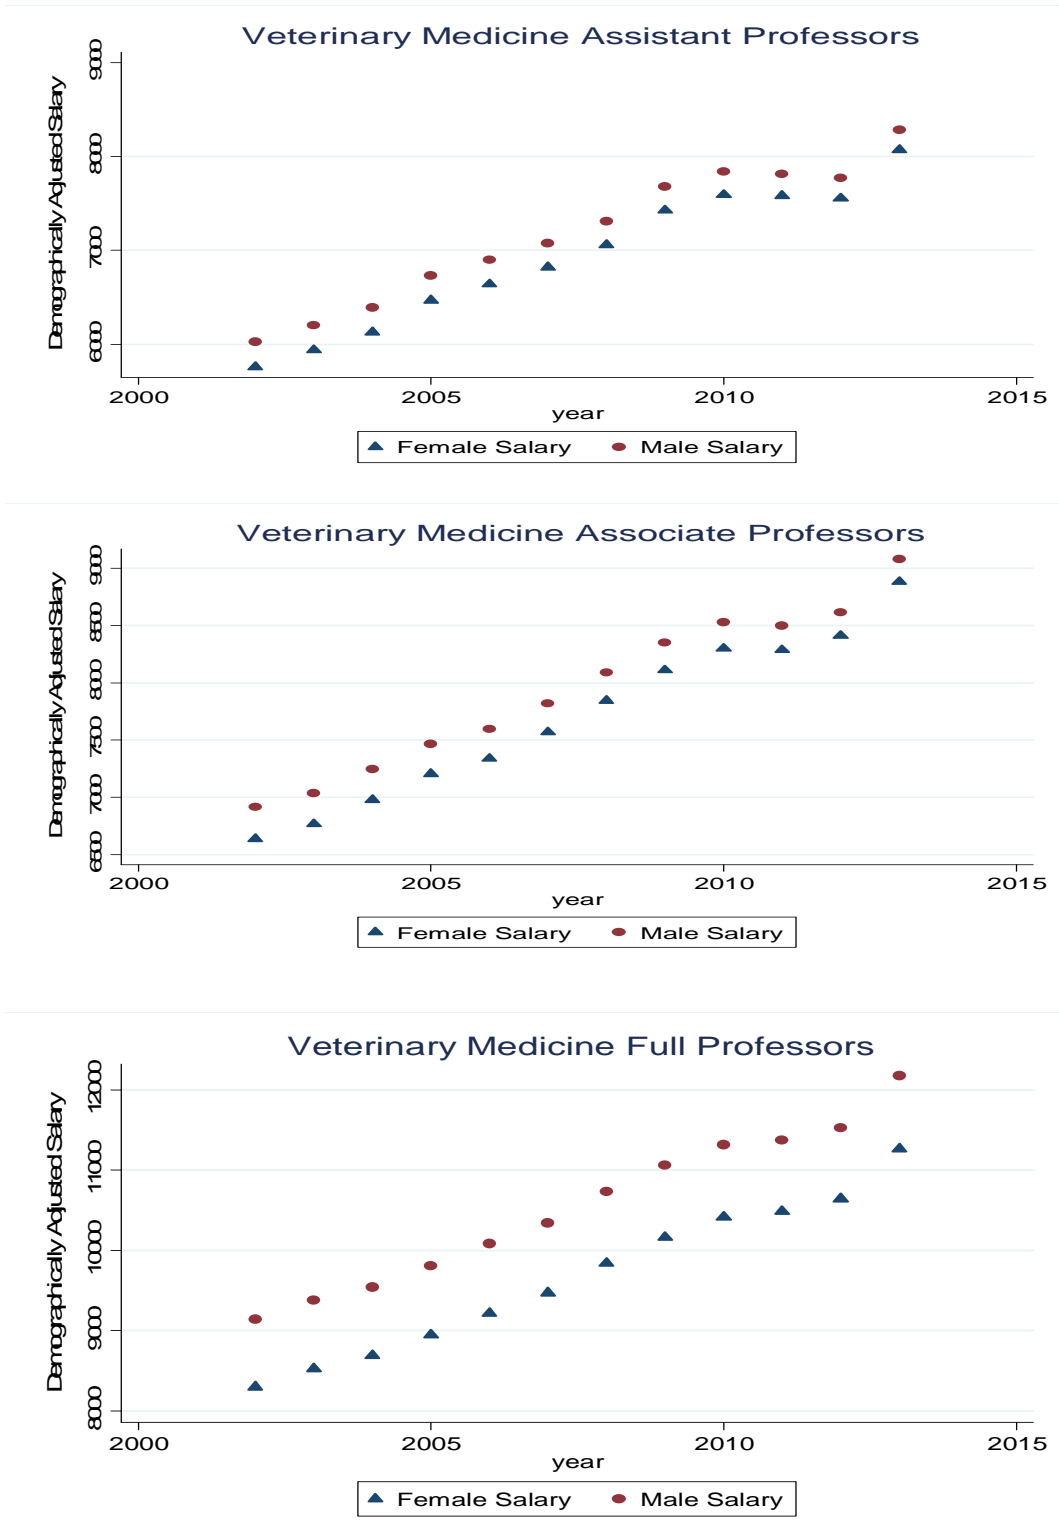 Veterinary Medicine Assistant Professors
Demographically Adjusted Salary
9000
8000
7000
6000
2000 2005 2010 2015
year
Female Salary Male Salary
Veterinary Medicine Associate Professors
Demographically Adjusted Salary
9000
8500
8000
7500
7000
6500
2000 2005 2010 2015
year
Female Salary Male Salary
Veterinary Medicine Full Professors
Demographically Adjusted Salary
12000
11000
10000
9000
8000
2000 2005 2010 2015
year
Female Salary Male Salary